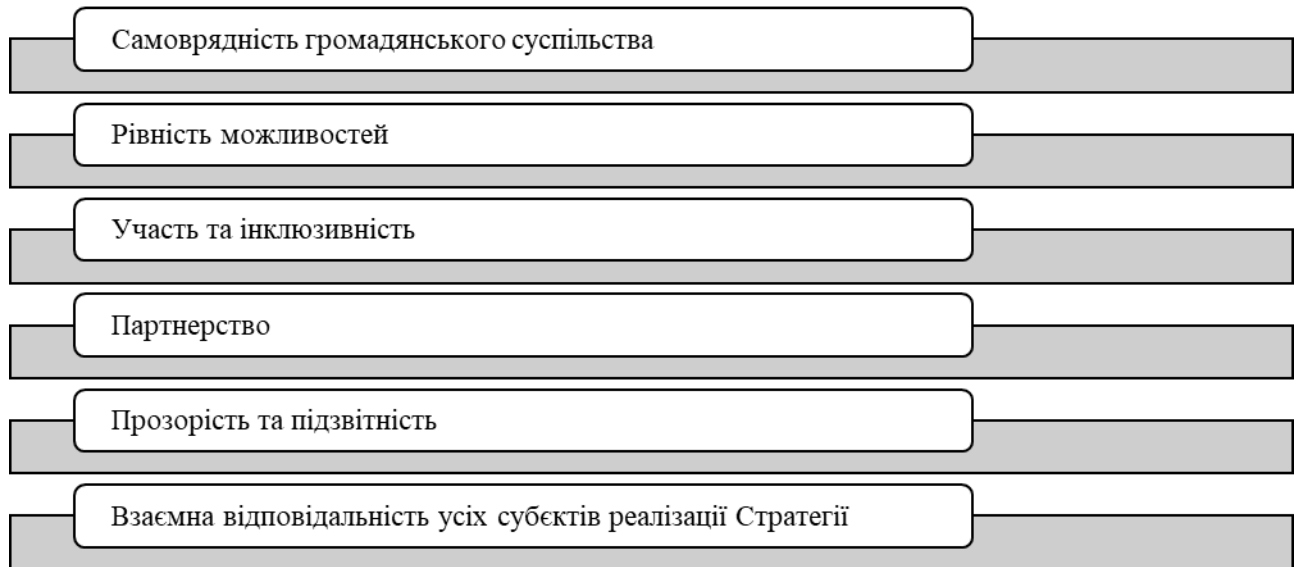 Самоврядність громадянського суспільства
Рівність можливостей
Участь та інклюзивність
Партнерство
Прозорість та підзвітність
Взаємна відповідальність усіх субєктів реалізації Стратегії